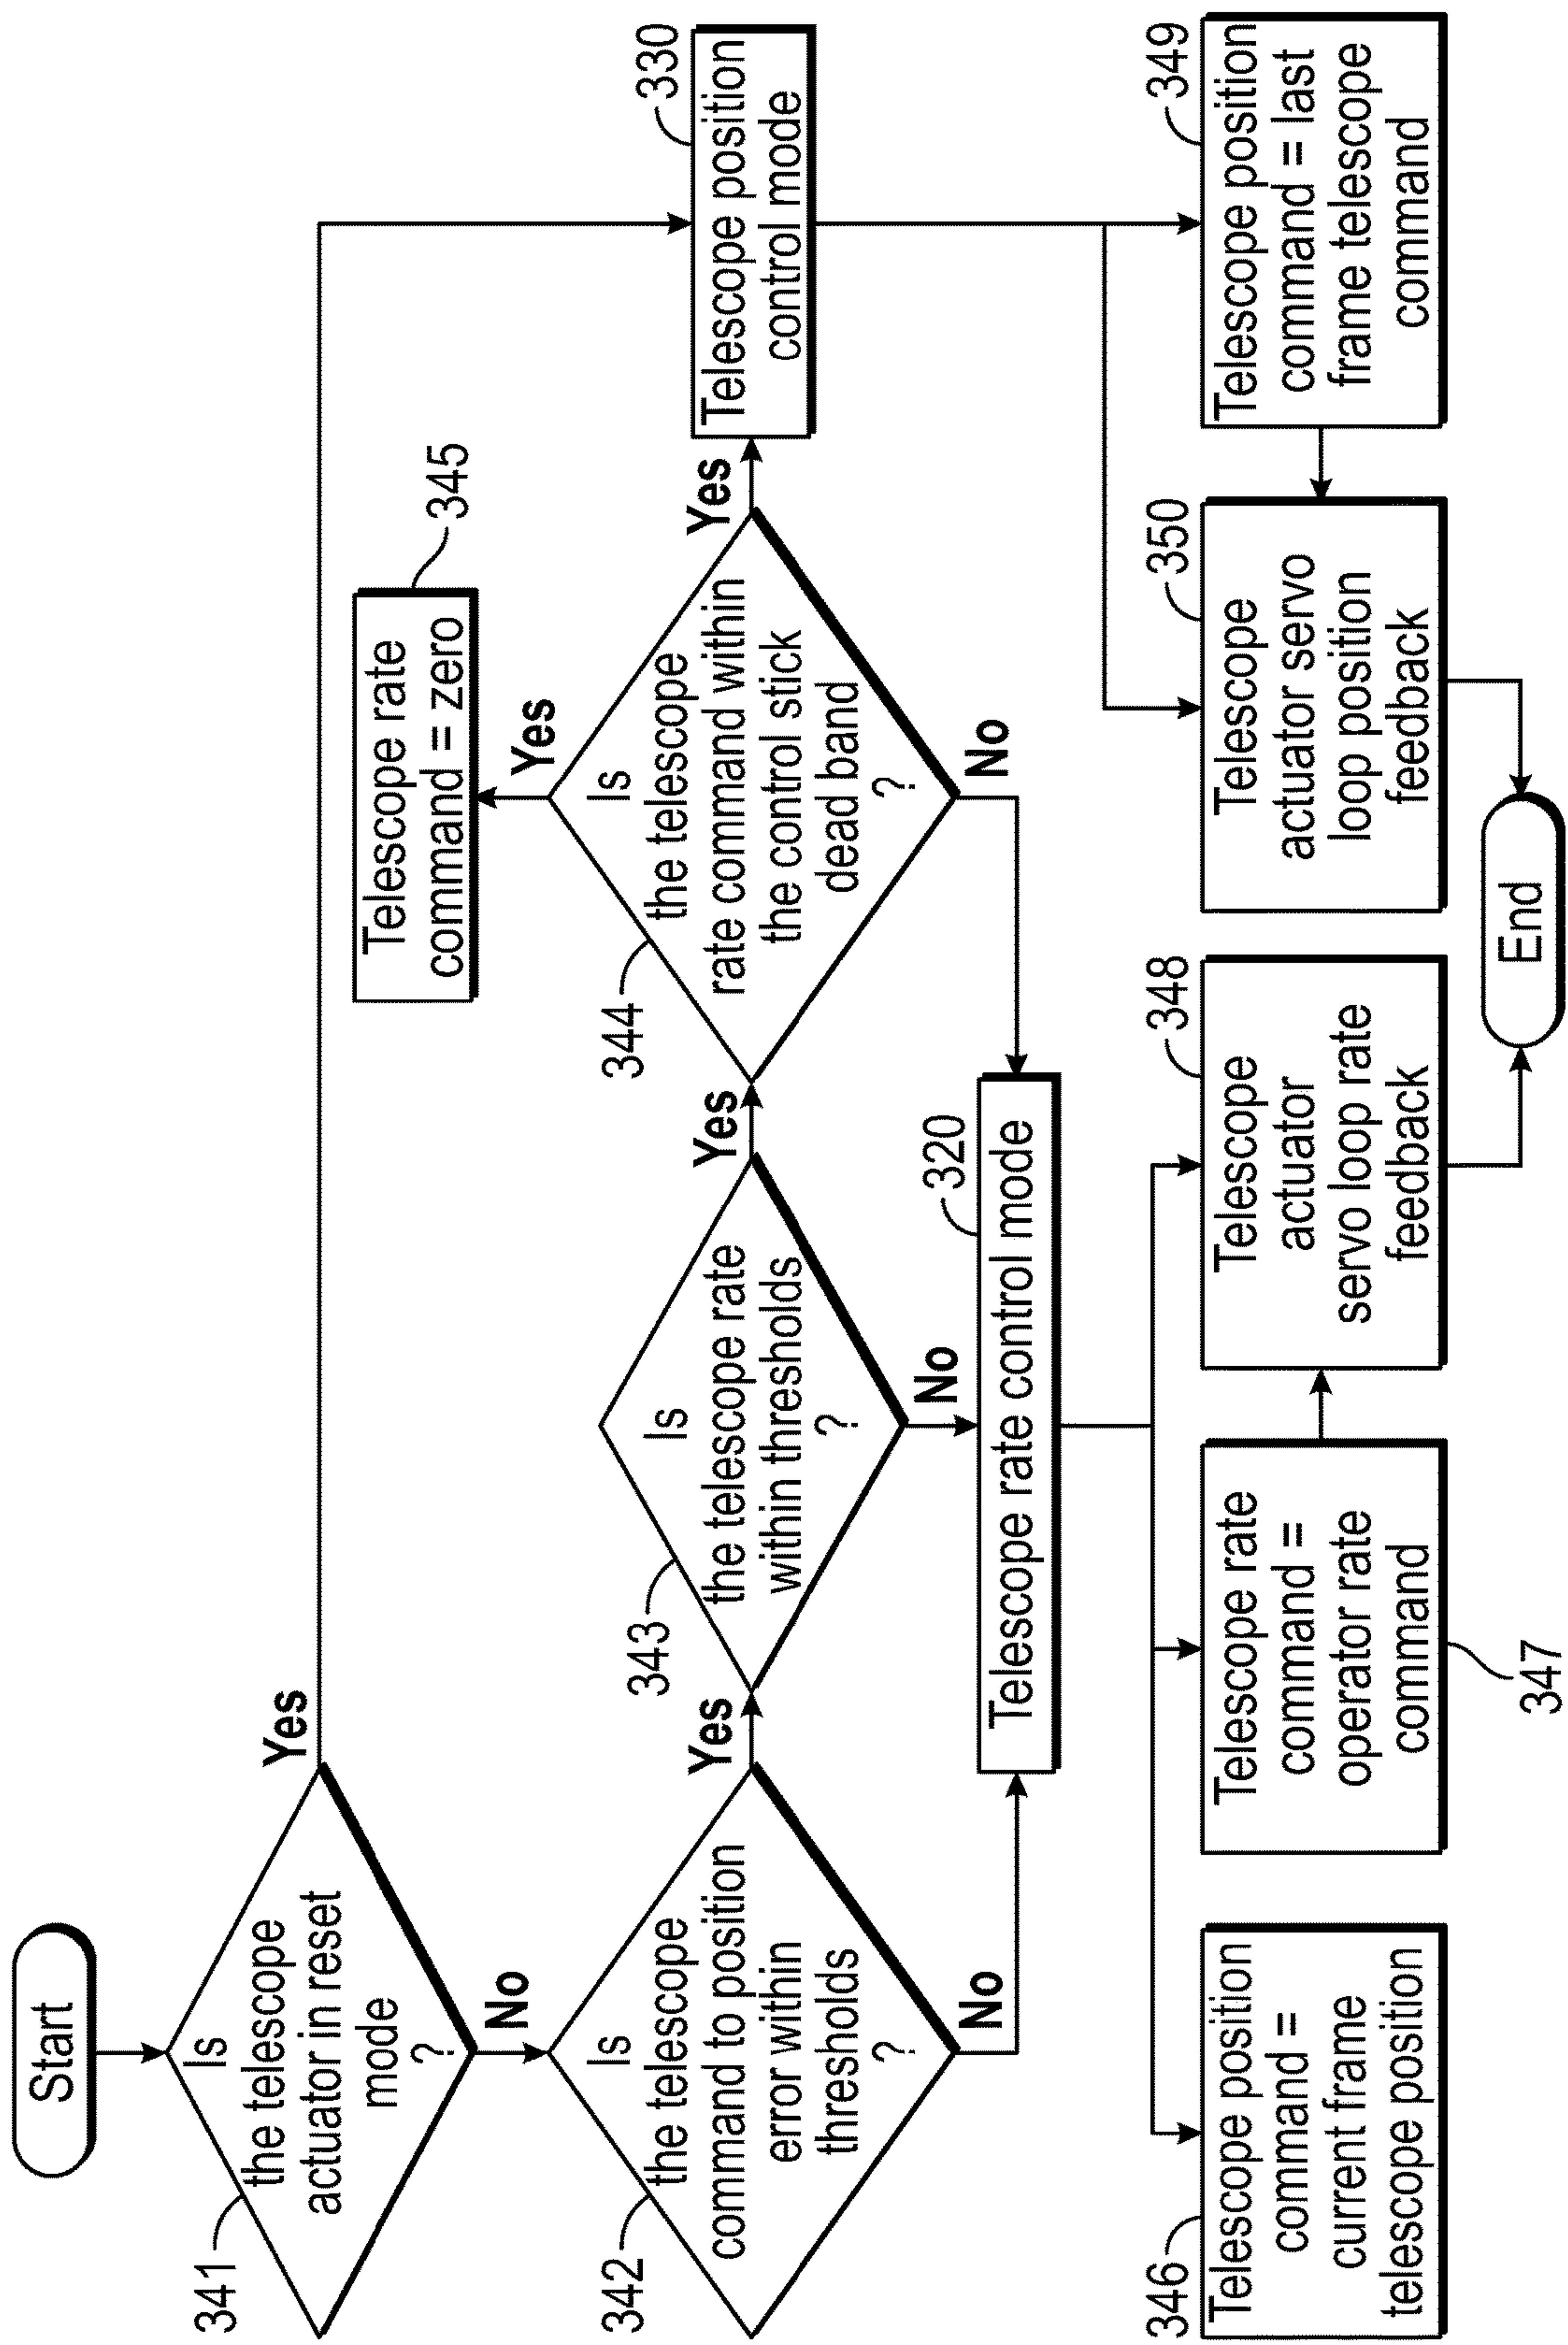 Start
341
Is
the telescope
actuator in reset
mode
?
Yes
No
342
Is
the telescope
command to position
error within
thresholds
?
Yes
No
343
Is
the telescope rate
within thresholds
?
Yes
No
344
Is
the telescope
rate command within
the control stick
dead band
?
Yes
Yes
No
345
Telescope rate
command = zero
330
Telescope position
control mode
320
Telescope rate control mode
346
Telescope position
command =
current frame
telescope position
347
Telescope rate
command =
operator rate
command
348
Telescope
actuator
servo loop rate
feedback
350
Telescope
actuator servo
loop position
feedback
349
Telescope position
command = last
frame telescope
command
End